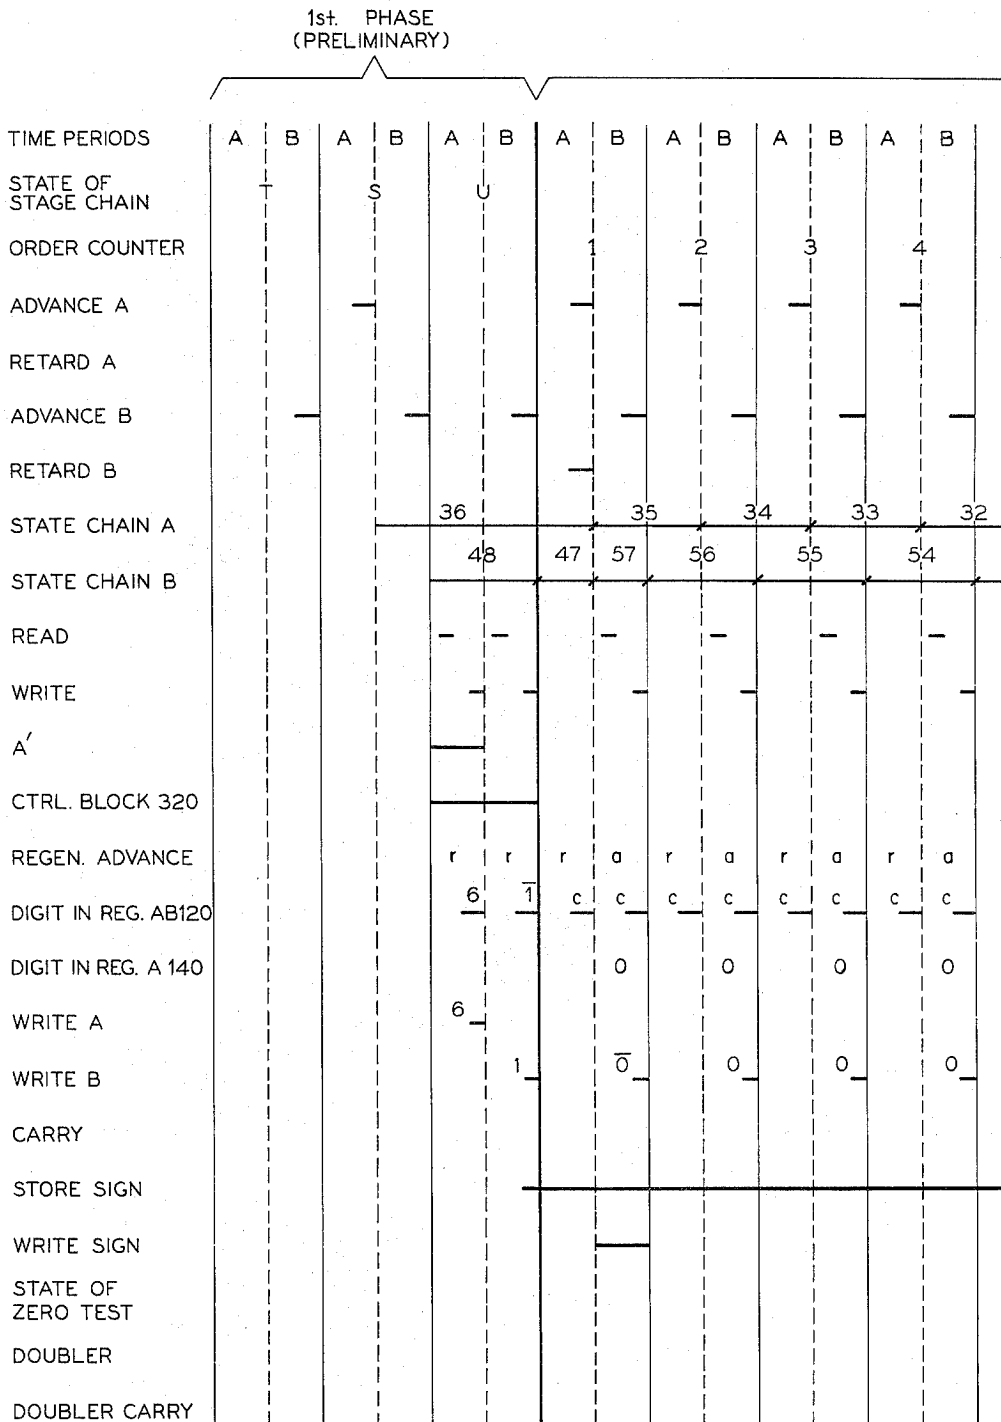 1st. PHASE
(PRELIMINARY)
TIME PERIODS A B A B A B A B A B A B A B
STATE OF
STAGE CHAIN T S U
ORDER COUNTER 1 2 3 4
ADVANCE A
RETARD A
ADVANCE B
RETARD B
STATE CHAIN A 36 35 34 33 32
STATE CHAIN B 48 47 57 56 55 54
READ
WRITE
A′
CTRL. BLOCK 320
REGEN. ADVANCE r r r a r a r a r a
DIGIT IN REG. AB120 6 1̅ c c c c c c c c
DIGIT IN REG. A 140 0 0 0 0
WRITE A 6
WRITE B 1 0̅ 0 0 0
CARRY
STORE SIGN
WRITE SIGN
STATE OF
ZERO TEST
DOUBLER
DOUBLER CARRY